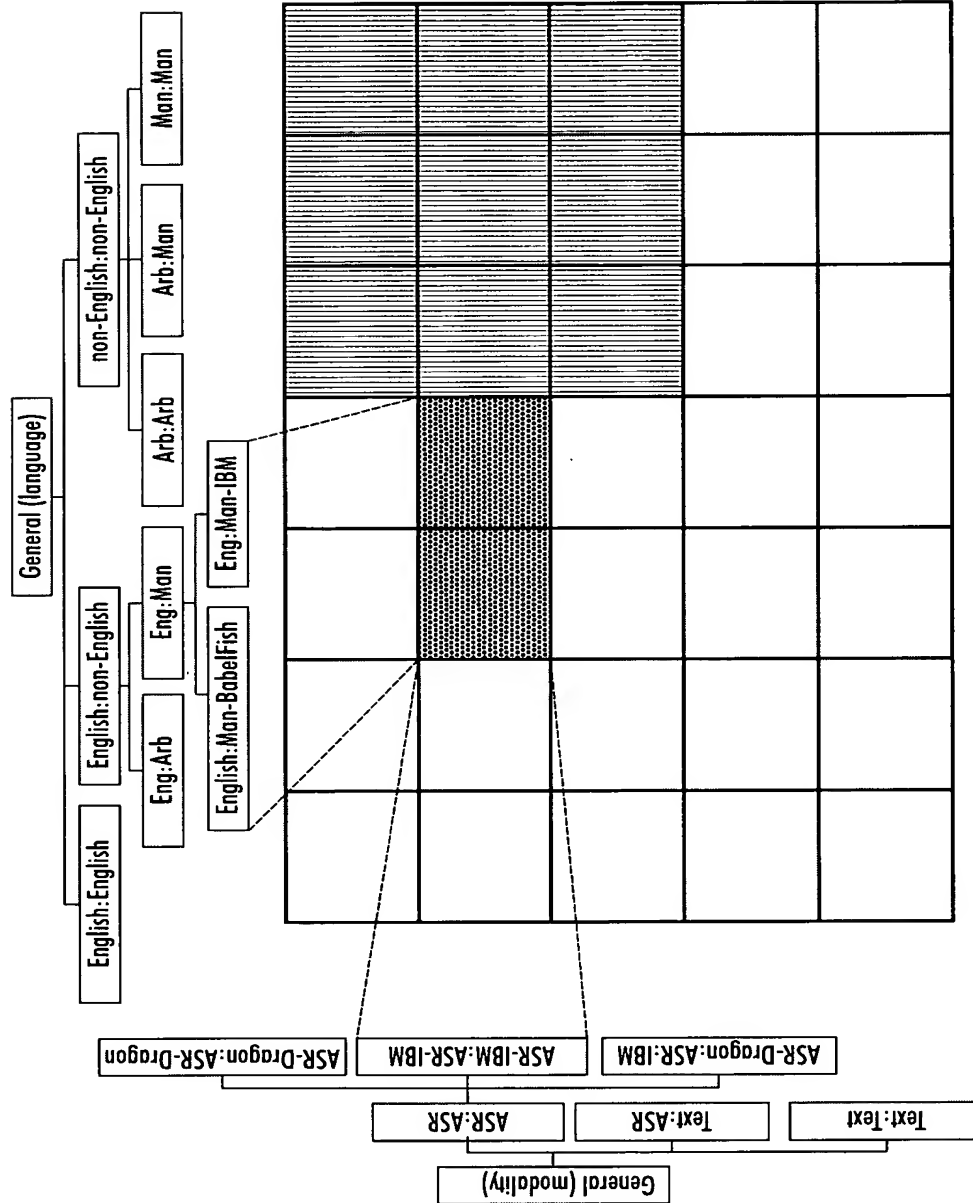 General (language)
English:English
English:non-English
non-English:non-English
Eng:Arb
Eng:Man
Arb:Arb
Arb:Man
Man:Man
English:Man-BabelFish
Eng:Man-IBM
General (modality)
ASR:ASR
Text:ASR
Text:Text
ASR-Dragon:ASR-Dragon
ASR-IBM:ASR-IBM
ASR-Dragon:ASR-IBM